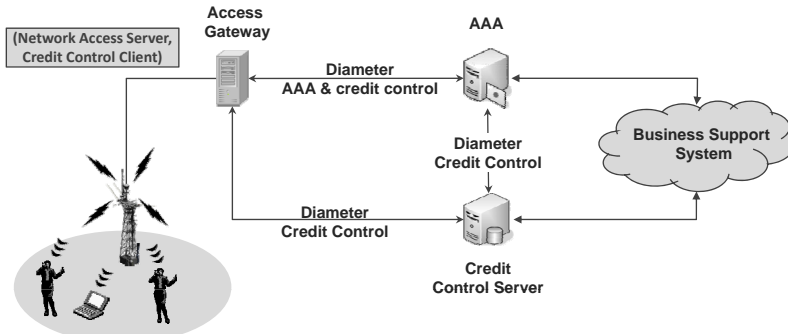 (Network Access Server,
Credit Control Client)
Access
Gateway
AAA
Diameter
AAA & credit control
Diameter
Credit Control
Business Support
System
Diameter
Credit Control
Credit
Control Server